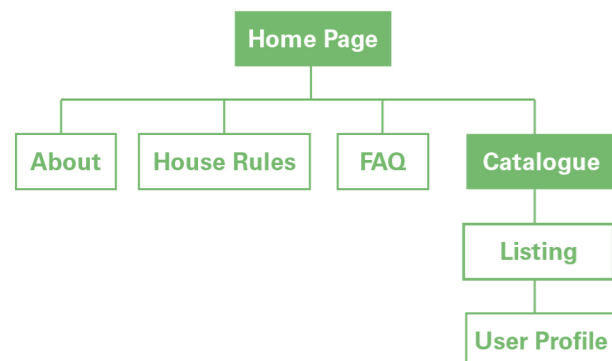 Home Page
About
House Rules
FAQ
Catalogue
Listing
User Profile